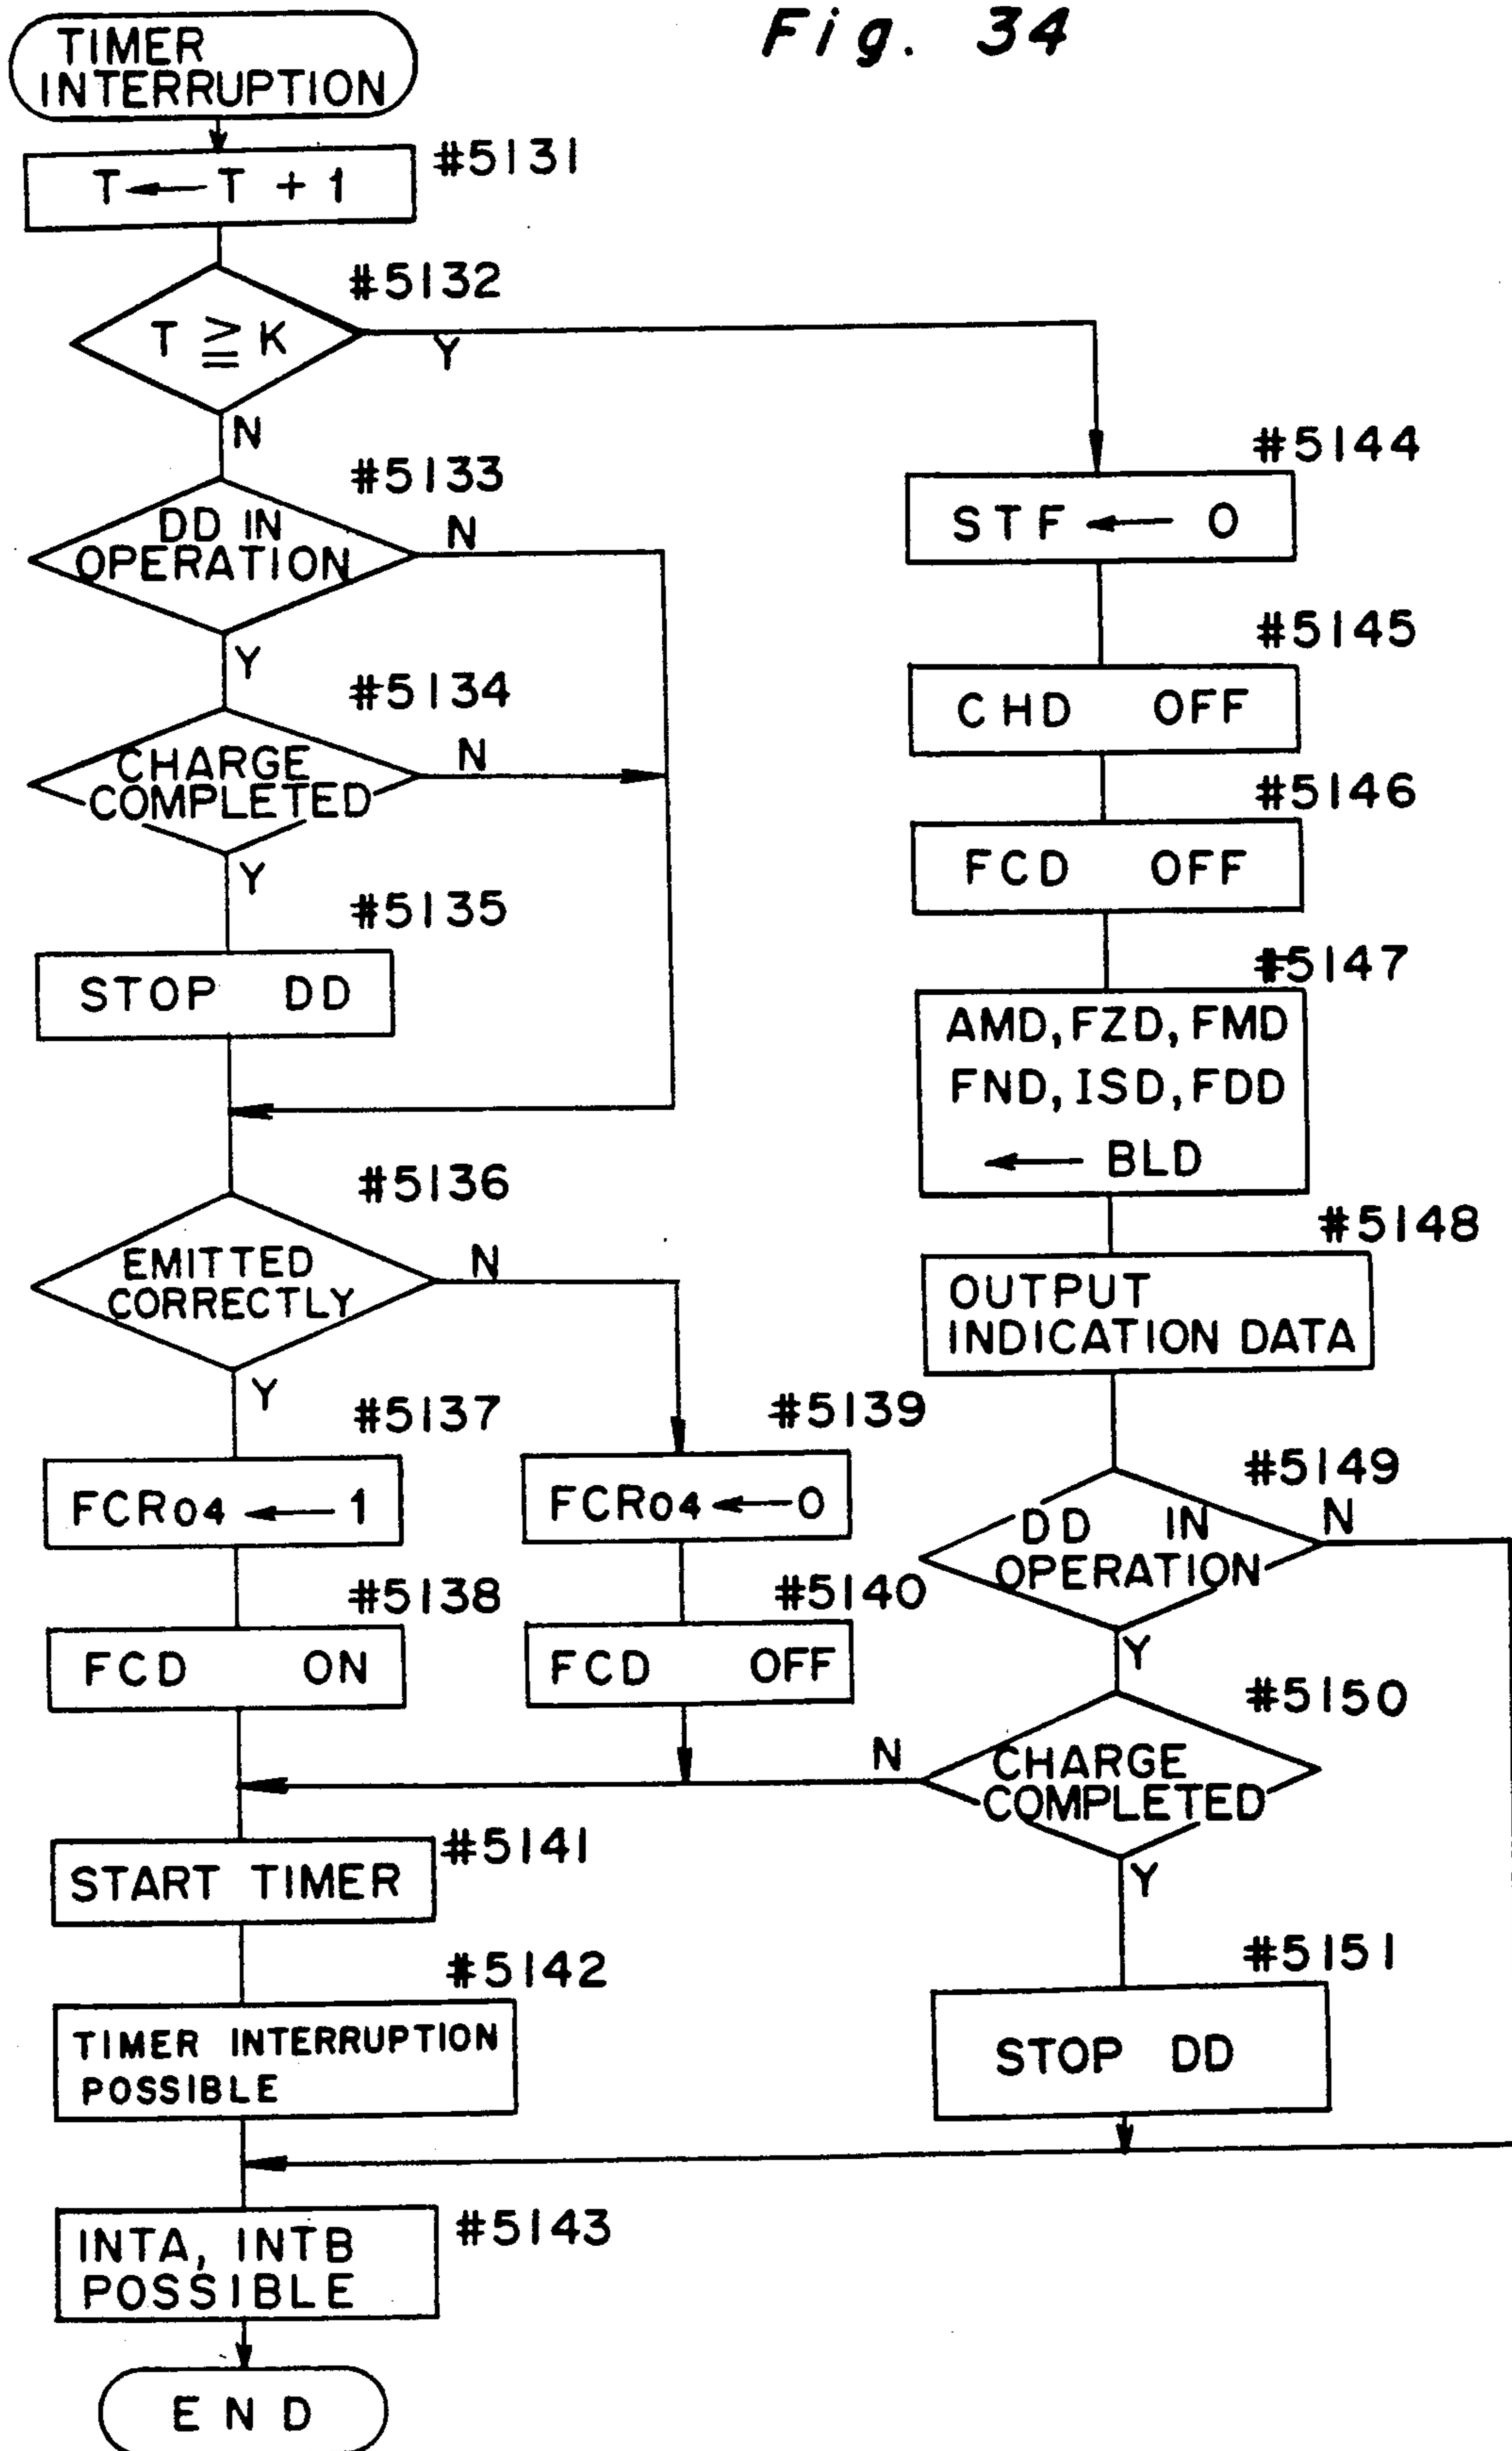 Fig. 34
TIMER
INTERRUPTION
#5131
T ← T + 1
#5132
T ≧ K
Y
N
#5133
DD IN
OPERATION
N
Y
#5134
CHARGE
COMPLETED
N
Y
#5135
STOP DD
#5136
EMITTED
CORRECTLY
N
Y
#5137
FCR04 ← 1
#5138
FCD ON
#5139
FCR04 ← 0
#5140
FCD OFF
#5141
START TIMER
#5142
TIMER INTERRUPTION
POSSIBLE
#5143
INTA, INTB
POSSIBLE
END
#5144
STF ← 0
#5145
CHD OFF
#5146
FCD OFF
#5147
AMD, FZD, FMD
FND, ISD, FDD
← BLD
#5148
OUTPUT
INDICATION DATA
#5149
DD IN
OPERATION
N
Y
#5150
CHARGE
COMPLETED
N
Y
#5151
STOP DD